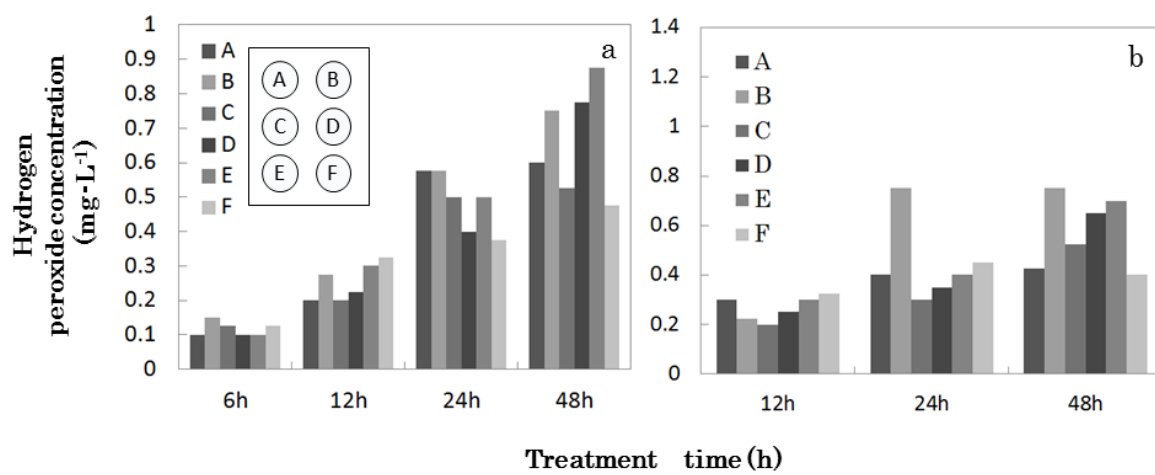 Hydrogen
peroxide concentration
(mg·L-1)
1
0.9
0.8
0.7
0.6
0.5
0.4
0.3
0.2
0.1
0
A
B
C
D
E
F
A B
C D
E F
a
6h 12h 24h 48h
1.4
1.2
1
0.8
0.6
0.4
0.2
0
A
B
C
D
E
F
b
12h 24h 48h
Treatment time (h)